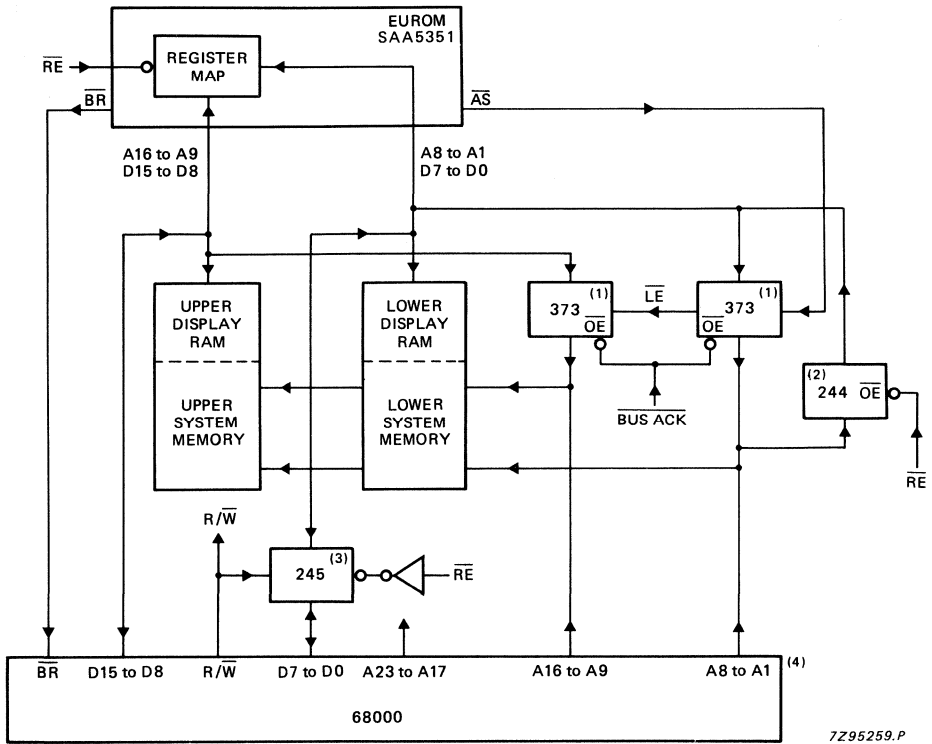 EUROM
SAA5351
REGISTER
MAP
RE
BR
AS
A16 to A9
D15 to D8
A8 to A1
D7 to D0
UPPER
DISPLAY
RAM
UPPER
SYSTEM
MEMORY
LOWER
DISPLAY
RAM
LOWER
SYSTEM
MEMORY
(1)
373
OE
LE
(1)
373
OE
BUS ACK
(2)
244 OE
RE
R/W
(3)
245
RE
BR
D15 to D8
R/W
D7 to D0
A23 to A17
A16 to A9
A8 to A1
(4)
68000
7Z95259.P